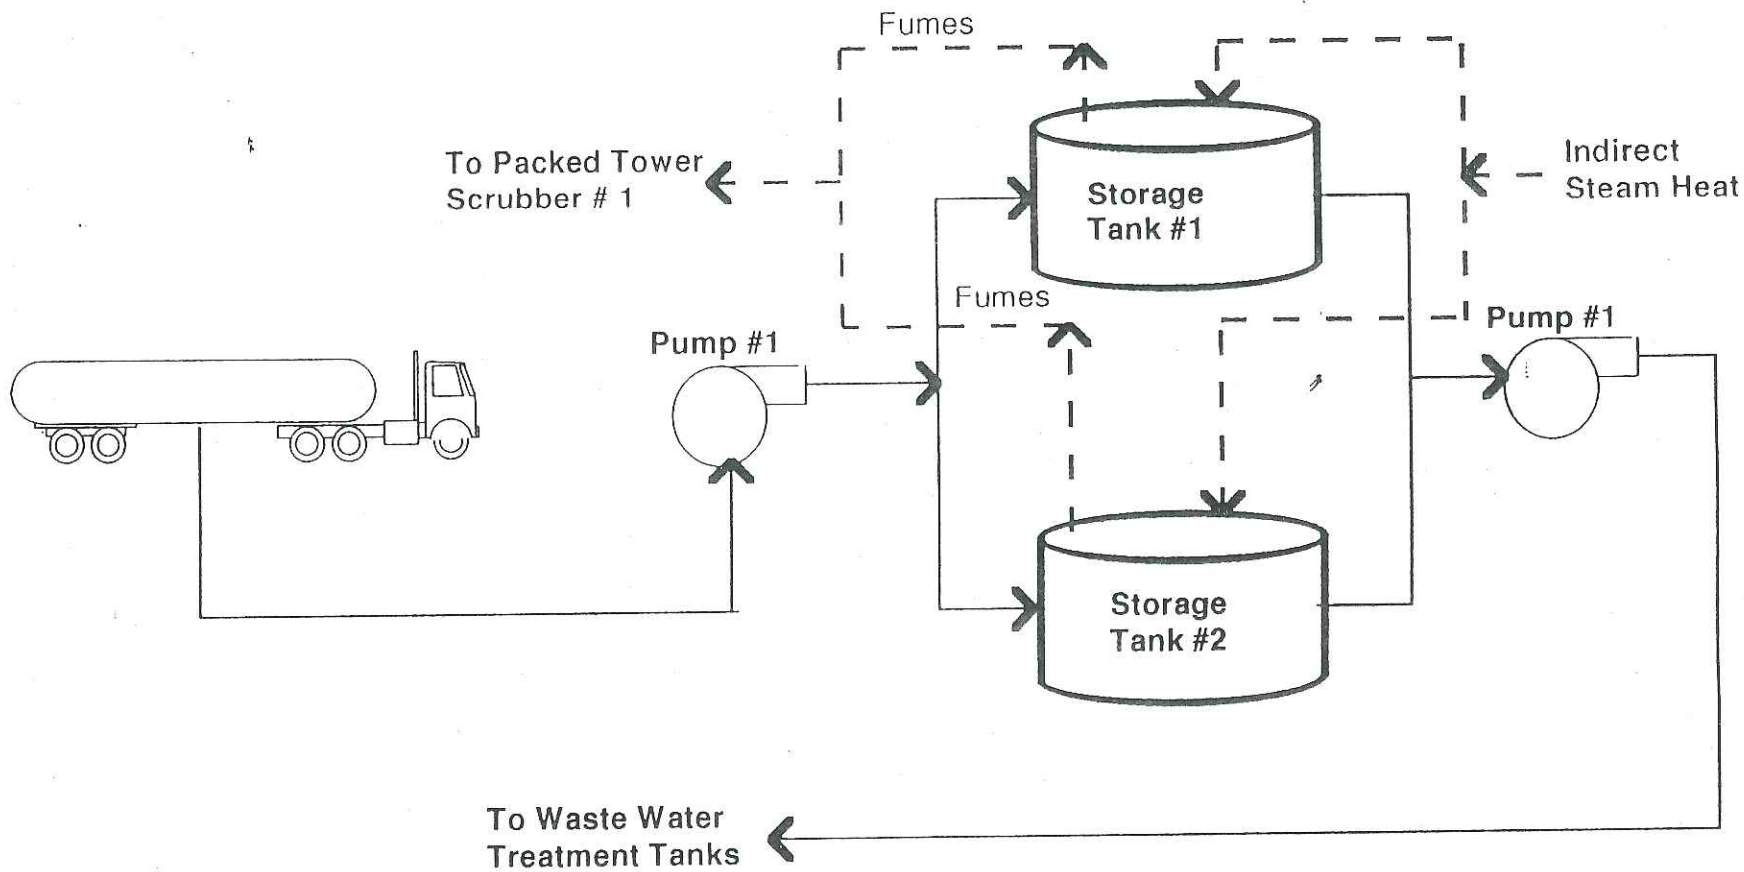 Fumes
To Packed Tower
Scrubber # 1
Storage
Tank #1
Indirect
Steam Heat
Fumes
Pump #1
Pump #1
Storage
Tank #2
To Waste Water
Treatment Tanks